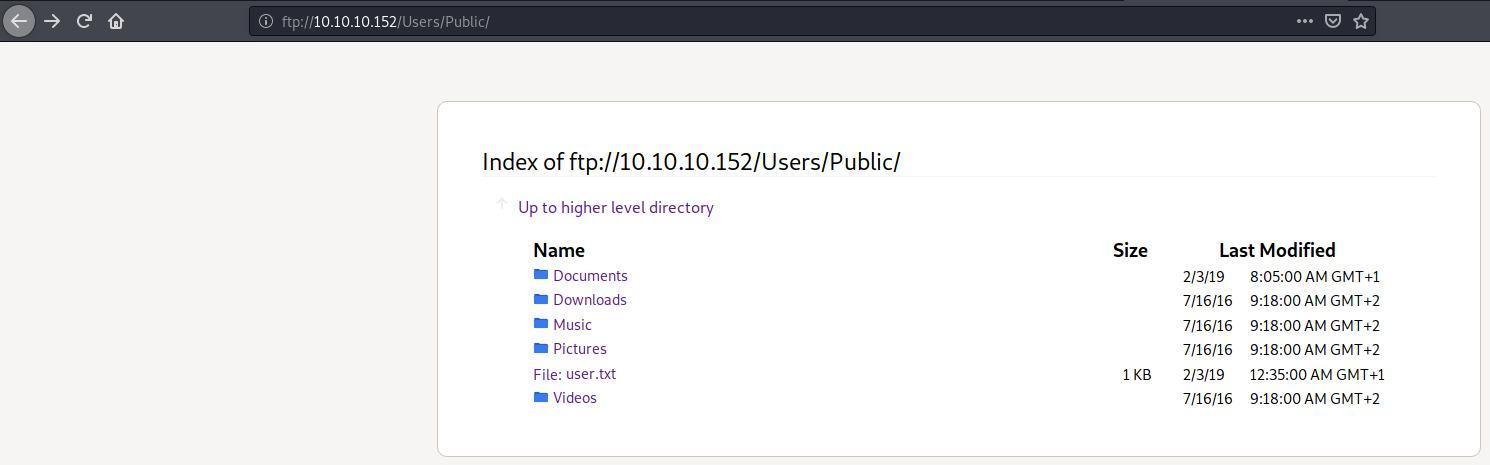 ftp://10.10.10.152/Users/Public/
Index of ftp://10.10.10.152/Users/Public/
Up to higher level directory
Name Size Last Modified
Documents 2/3/19 8:05:00 AM GMT+1
Downloads 7/16/16 9:18:00 AM GMT+2
Music 7/16/16 9:18:00 AM GMT+2
Pictures 7/16/16 9:18:00 AM GMT+2
File: user.txt 1 KB 2/3/19 12:35:00 AM GMT+1
Videos 7/16/16 9:18:00 AM GMT+2